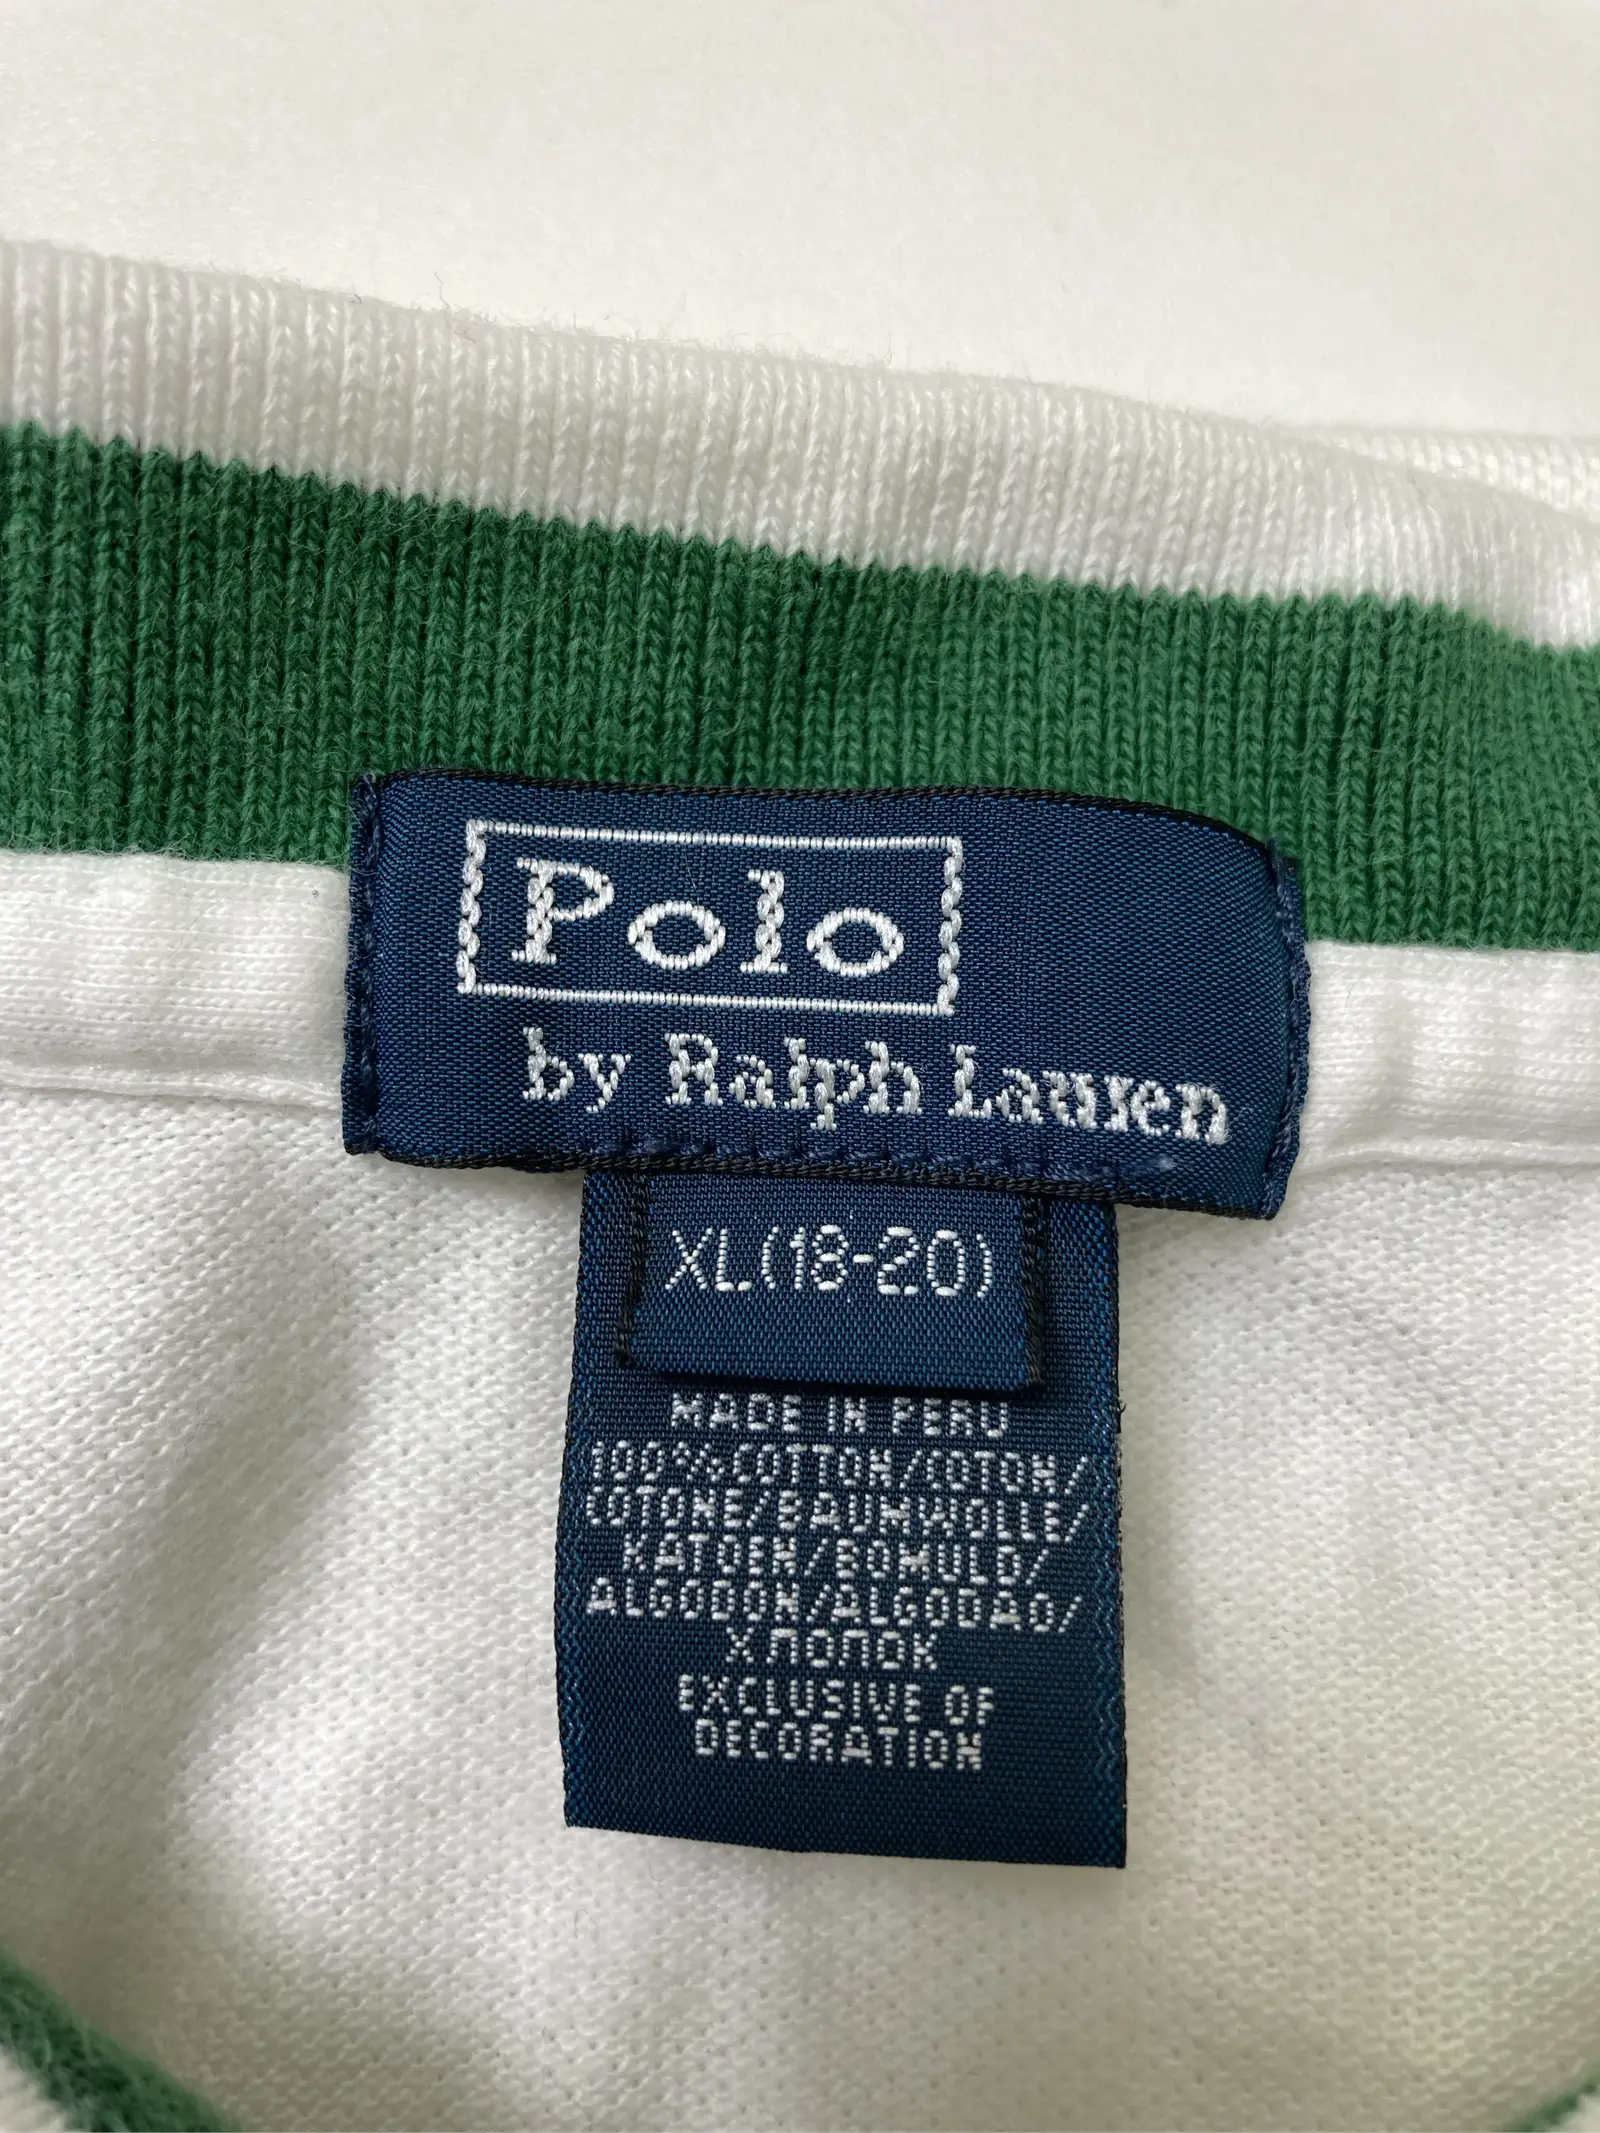 Polo
by Ralph Lauren
XL(18-20)
MADE IN PERU
100% COTTON/COTON/
COTONE/BAUMWOLLE/
KATOEN/BOMULD/
ALGODON/ALGODAO/
ХЛОПОК
EXCLUSIVE OF
DECORATION